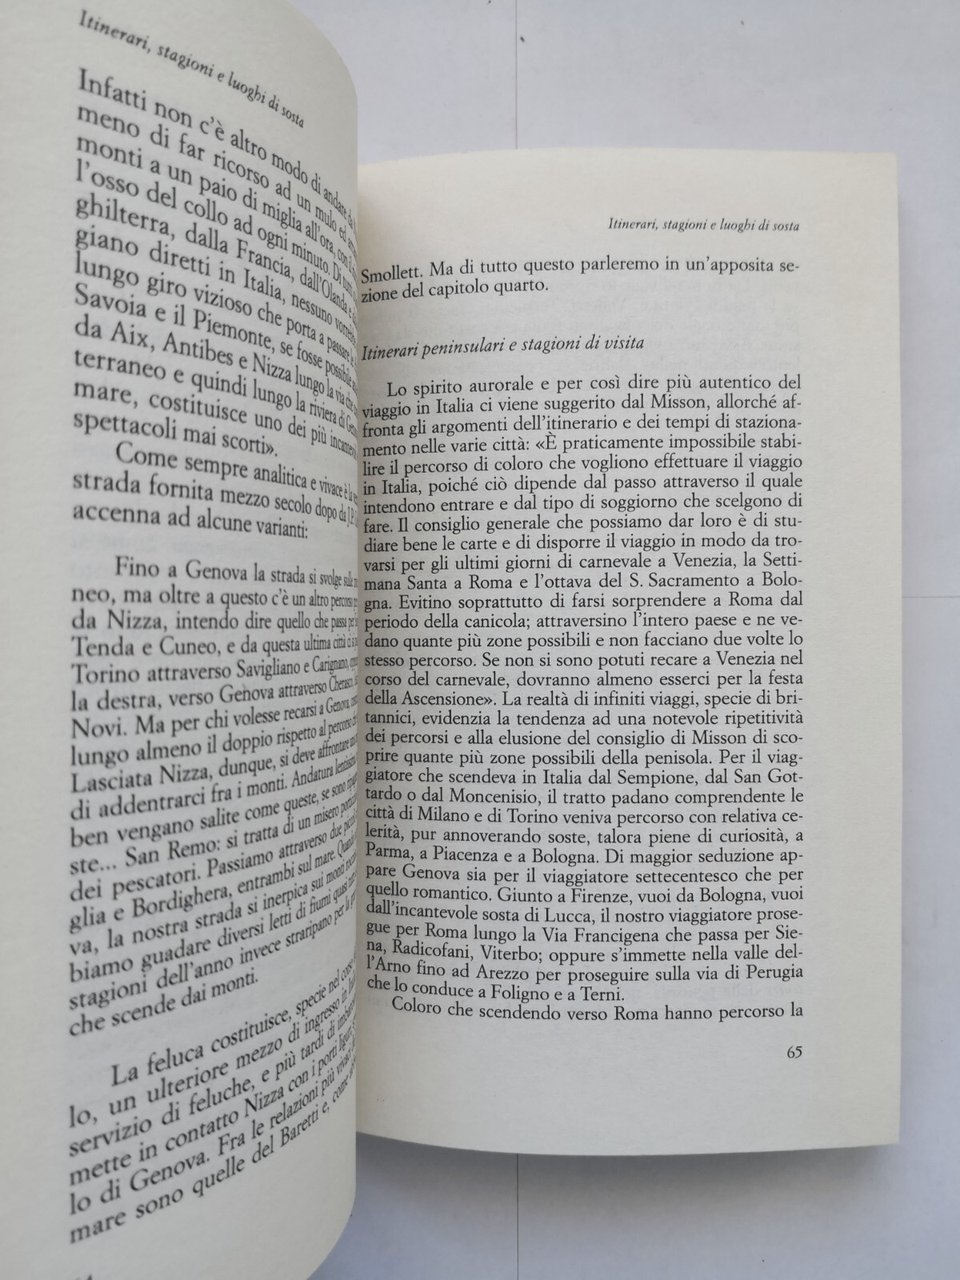 Itinerari, stagioni e luoghi di sosta
Infatti non c'è altro modo di andare
meno di far ricorso ad un mulo ed
monti a un paio di miglia all'ora, con
l'osso del collo ad ogni minuto. Di tutti
ghilterra, dalla Francia, dall'Olanda e
giano diretti in Italia, nessuno vorrebbe
lungo giro vizioso che porta a passare
Savoia e il Piemonte, se fosse possibile
da Aix, Antibes e Nizza lungo la via che
terraneo e quindi lungo la riviera di
mare, costituisce uno dei più
spettacoli mai scorti».
Come sempre analitica e vivace è la
strada fornita mezzo secolo dopo da
accenna ad alcune varianti:
Fino a Genova la strada si svolge
neo, ma oltre a questo c'è un altro percorso
da Nizza, intendo dire quello che passa per
Tenda e Cuneo, e da questa ultima città ci si
Torino attraverso Savigliano e Carignano,
la destra, verso Genova attraverso
Novi. Ma per chi volesse recarsi a Genova
lungo almeno il doppio rispetto al percorso
Lasciata Nizza, dunque, si deve affrontare
di addentrarci fra i monti. Andatura
ben vengano salite come queste, se sono
ste... San Remo: si tratta di un misero
dei pescatori. Passiamo attraverso due
glia e Bordighera, entrambi sul mare.
va, la nostra strada si inerpica sui monti
biamo guadare diversi letti di fiumi quasi
stagioni dell'anno invece straripano per la
che scende dai monti.
La feluca costituisce, specie nel
lo, un ulteriore mezzo di ingresso in
servizio di feluche, e più tardi di
mette in contatto Nizza con i porti
lo di Genova. Fra le relazioni più
mare sono quelle del Baretti e, come
Itinerari, stagioni e luoghi di sosta
Smollett. Ma di tutto questo parleremo in un'apposita se-
zione del capitolo quarto.
Itinerari peninsulari e stagioni di visita
Lo spirito aurorale e per così dire più autentico del
viaggio in Italia ci viene suggerito dal Misson, allorché af-
fronta gli argomenti dell'itinerario e dei tempi di staziona-
mento nelle varie città: «È praticamente impossibile stabi-
lire il percorso di coloro che vogliono effettuare il viaggio
in Italia, poiché ciò dipende dal passo attraverso il quale
intendono entrare e dal tipo di soggiorno che scelgono di
fare. Il consiglio generale che possiamo dar loro è di stu-
diare bene le carte e di disporre il viaggio in modo da tro-
varsi per gli ultimi giorni di carnevale a Venezia, la Setti-
mana Santa a Roma e l'ottava del S. Sacramento a Bolo-
gna. Evitino soprattutto di farsi sorprendere a Roma dal
periodo della canicola; attraversino l'intero paese e ne ve-
dano quante più zone possibili e non facciano due volte lo
stesso percorso. Se non si sono potuti recare a Venezia nel
corso del carnevale, dovranno almeno esserci per la festa
della Ascensione». La realtà di infiniti viaggi, specie di bri-
tannici, evidenzia la tendenza ad una notevole ripetitività
dei percorsi e alla elusione del consiglio di Misson di sco-
prire quante più zone possibili della penisola. Per il viag-
giatore che scendeva in Italia dal Sempione, dal San Got-
tardo o dal Moncenisio, il tratto padano comprendente le
città di Milano e di Torino veniva percorso con relativa ce-
lerità, pur annoverando soste, talora piene di curiosità, a
Parma, a Piacenza e a Bologna. Di maggior seduzione ap-
pare Genova sia per il viaggiatore settecentesco che per
quello romantico. Giunto a Firenze, vuoi da Bologna, vuoi
dall'incantevole sosta di Lucca, il nostro viaggiatore prose-
gue per Roma lungo la Via Francigena che passa per Sie-
na, Radicofani, Viterbo; oppure s'immette nella valle del-
l'Arno fino ad Arezzo per proseguire sulla via di Perugia
che lo conduce a Foligno e a Terni.
Coloro che scendendo verso Roma hanno percorso la
65